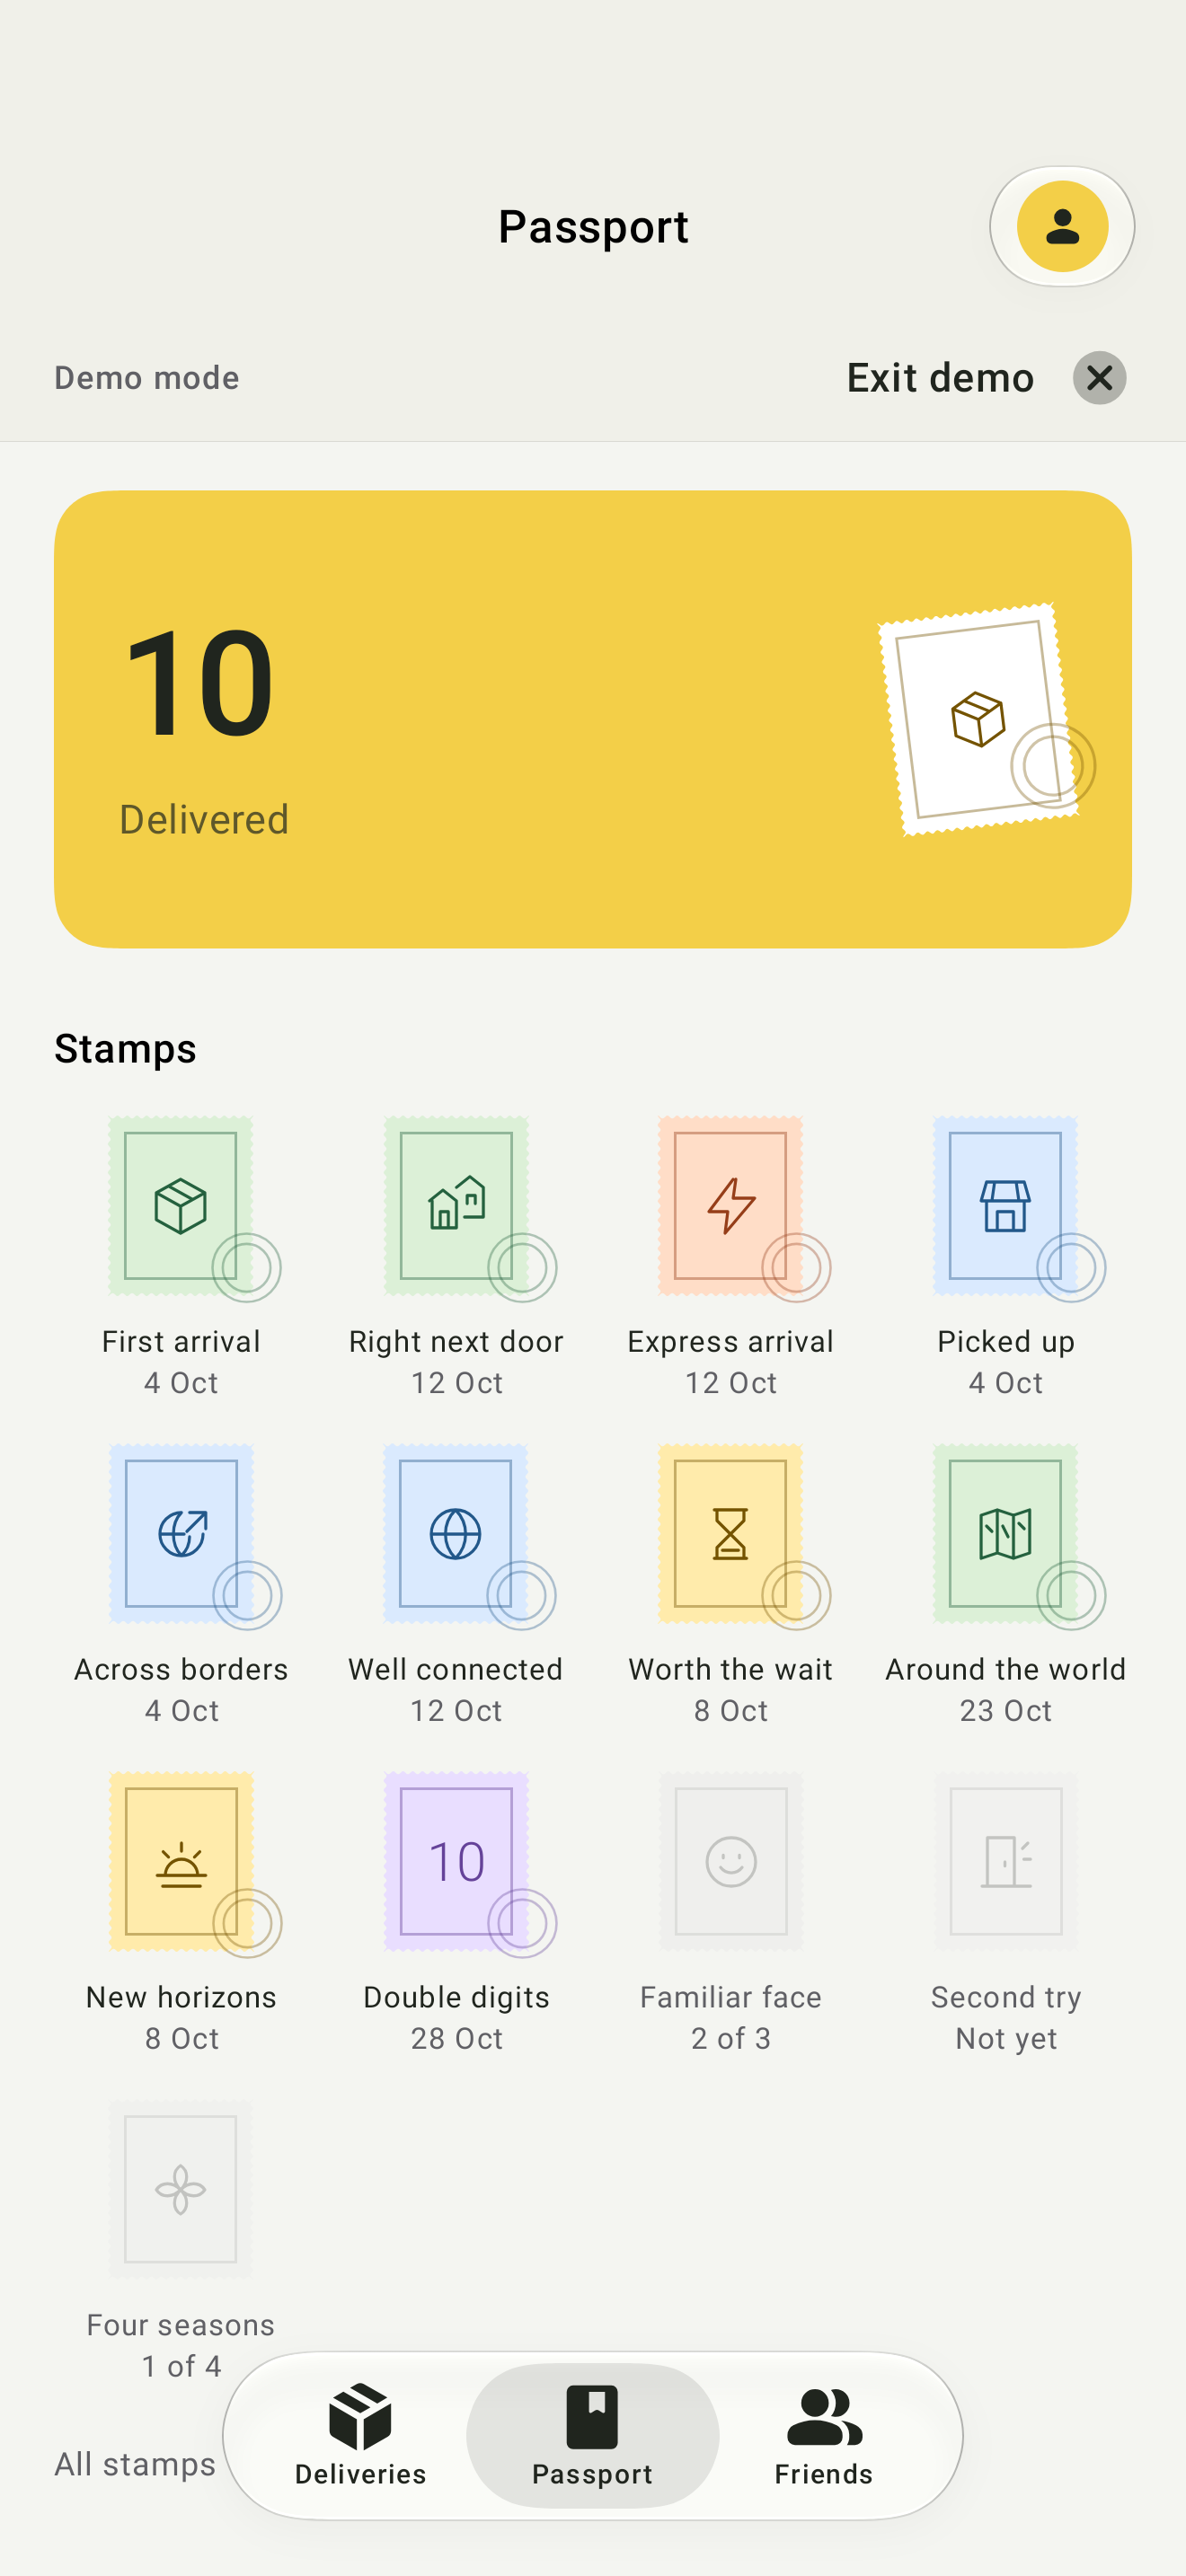 Passport
Demo mode
Exit demo
10
Delivered
Stamps
First arrival
4 Oct
Right next door
12 Oct
Express arrival
12 Oct
Picked up
4 Oct
Across borders
4 Oct
Well connected
12 Oct
Worth the wait
8 Oct
Around the world
23 Oct
New horizons
8 Oct
10
Double digits
28 Oct
Familiar face
2 of 3
Second try
Not yet
Four seasons
1 of 4
All stamps
Deliveries
Passport
Friends